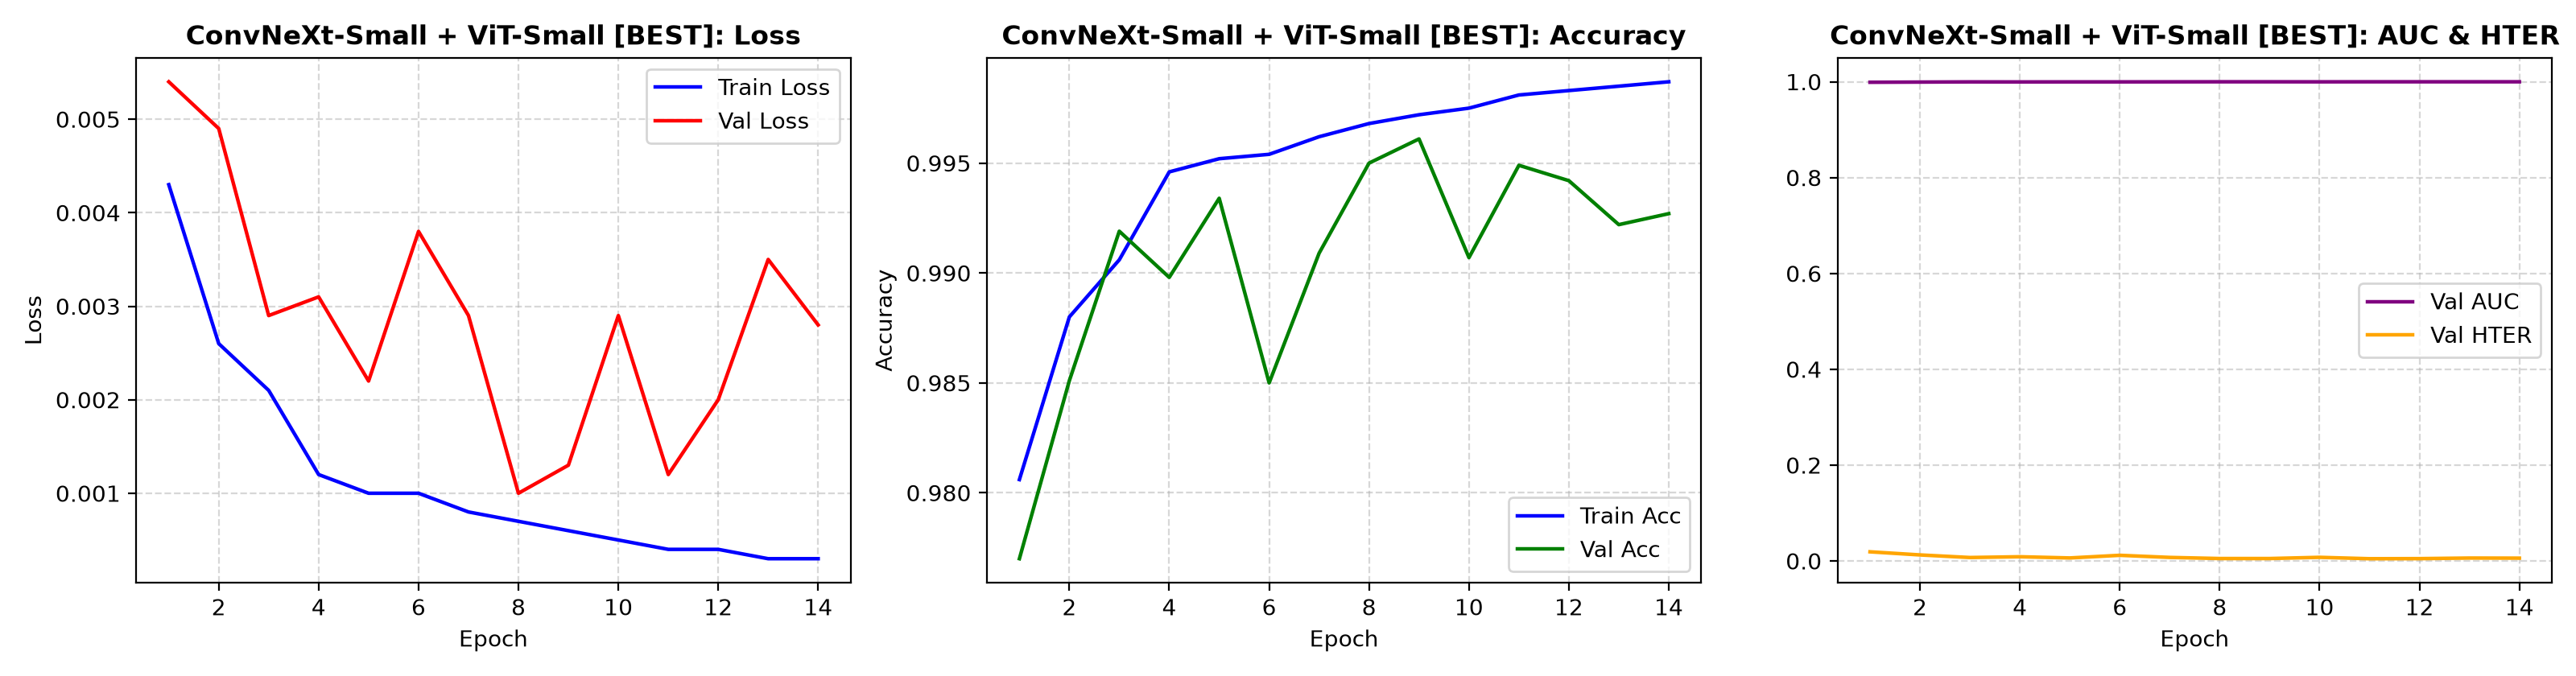 ConvNeXt-Small + ViT-Small [BEST]: Loss
Train Loss
Val Loss
0.005
0.004
0.003
0.002
0.001
Loss
2 4 6 8 10 12 14
Epoch
ConvNeXt-Small + ViT-Small [BEST]: Accuracy
0.995
0.990
0.985
0.980
Accuracy
Train Acc
Val Acc
2 4 6 8 10 12 14
Epoch
ConvNeXt-Small + ViT-Small [BEST]: AUC & HTER
1.0
0.8
0.6
0.4
0.2
0.0
Val AUC
Val HTER
2 4 6 8 10 12 14
Epoch